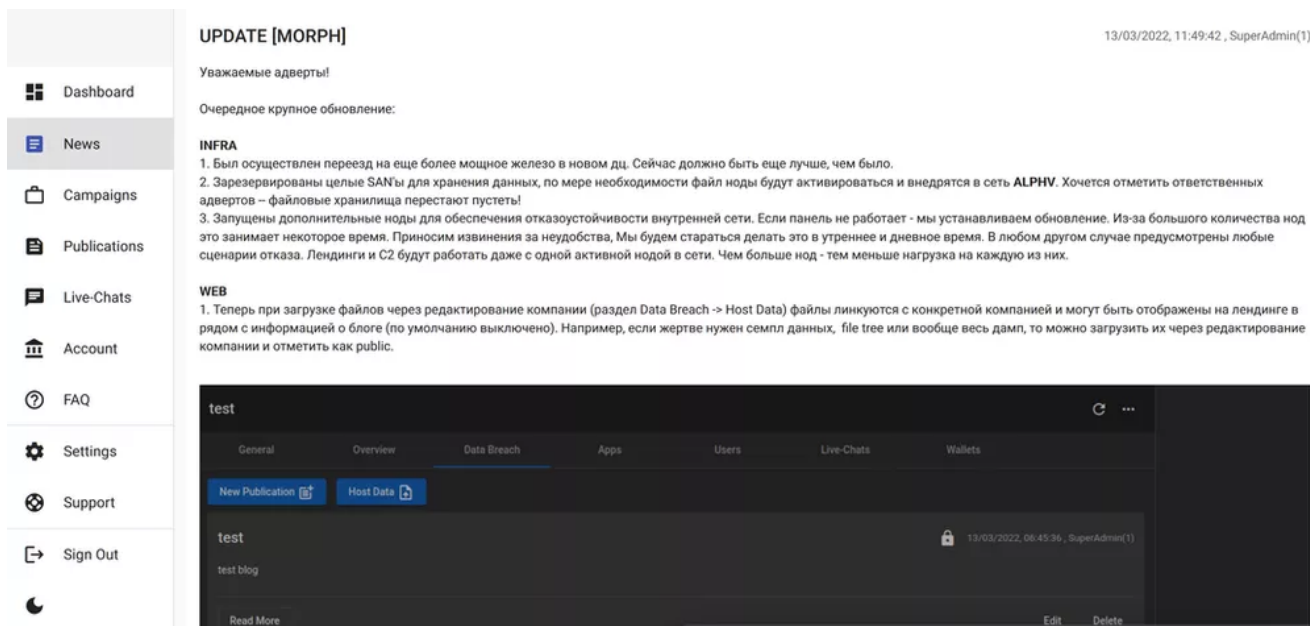 UPDATE [MORPH]
13/03/2022, 11:49:42 , SuperAdmin(1)
Dashboard
News
Campaigns
Publications
Live-Chats
Account
FAQ
Settings
Support
Sign Out
Уважаемые адверты!
Очередное крупное обновление:
INFRA
1. Был осуществлен переезд на еще более мощное железо в новом дц. Сейчас должно быть еще лучше, чем было.
2. Зарезервированы целые SAN'ы для хранения данных, по мере необходимости файл ноды будут активироваться и внедрятся в сеть ALPHV. Хочется отметить ответственных
адвертов – файловые хранилища перестают пустеть!
3. Запущены дополнительные ноды для обеспечения отказоустойчивости внутренней сети. Если панель не работает - мы устанавливаем обновление. Из-за большого количества нод
это занимает некоторое время. Приносим извинения за неудобства, Мы будем стараться делать это в утреннее и дневное время. В любом другом случае предусмотрены любые
сценарии отказа. Лендинги и C2 будут работать даже с одной активной нодой в сети. Чем больше нод - тем меньше нагрузка на каждую из них.
WEB
1. Теперь при загрузке файлов через редактирование компании (раздел Data Breach -> Host Data) файлы линкуются с конкретной компанией и могут быть отображены на лендинге в
рядом с информацией о блоге (по умолчанию выключено). Например, если жертве нужен семпл данных, file tree или вообще весь дамп, то можно загрузить их через редактирование
компании и отметить как public.
test
General Overview Data Breach Apps Users Live-Chats Wallets
New Publication Host Data
test
13/03/2022, 06:45:36 , SuperAdmin(1)
test blog
Read More Edit Delete